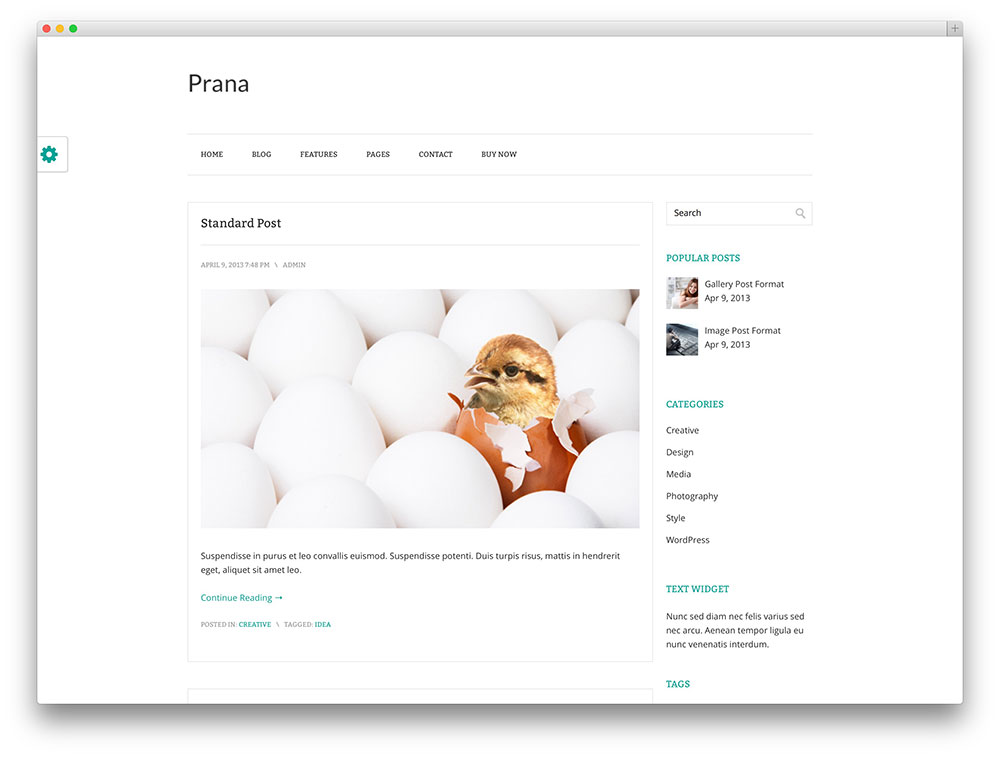 Prana
HOME BLOG FEATURES PAGES CONTACT BUY NOW
Standard Post
APRIL 9, 2013 7:48 PM \ ADMIN
Suspendisse in purus et leo convallis euismod. Suspendisse potenti. Duis turpis risus, mattis in hendrerit
eget, aliquet sit amet leo.
Continue Reading →
POSTED IN: CREATIVE \ TAGGED: IDEA
Search
POPULAR POSTS
Gallery Post Format
Apr 9, 2013
Image Post Format
Apr 9, 2013
CATEGORIES
Creative
Design
Media
Photography
Style
WordPress
TEXT WIDGET
Nunc sed diam nec felis varius sed
nec arcu. Aenean tempor ligula eu
nunc venenatis interdum.
TAGS